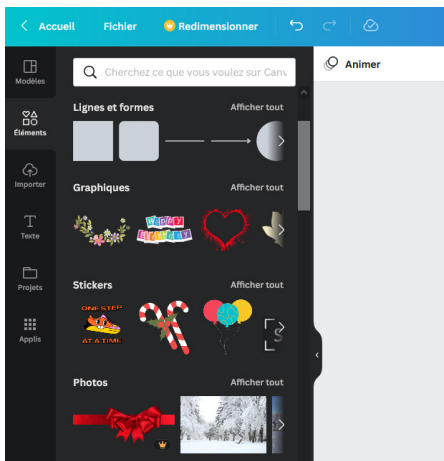 Accueil
Fichier
Redimensionner
Modèles
Éléments
Importer
Texte
Projets
Applis
Cherchez ce que vous voulez sur Canv
Animer
Lignes et formes
Afficher tout
Graphiques
Afficher tout
HAPPY
BIRTHDAY
Stickers
Afficher tout
ONE STEP
AT A TIME
S
Photos
Afficher tout